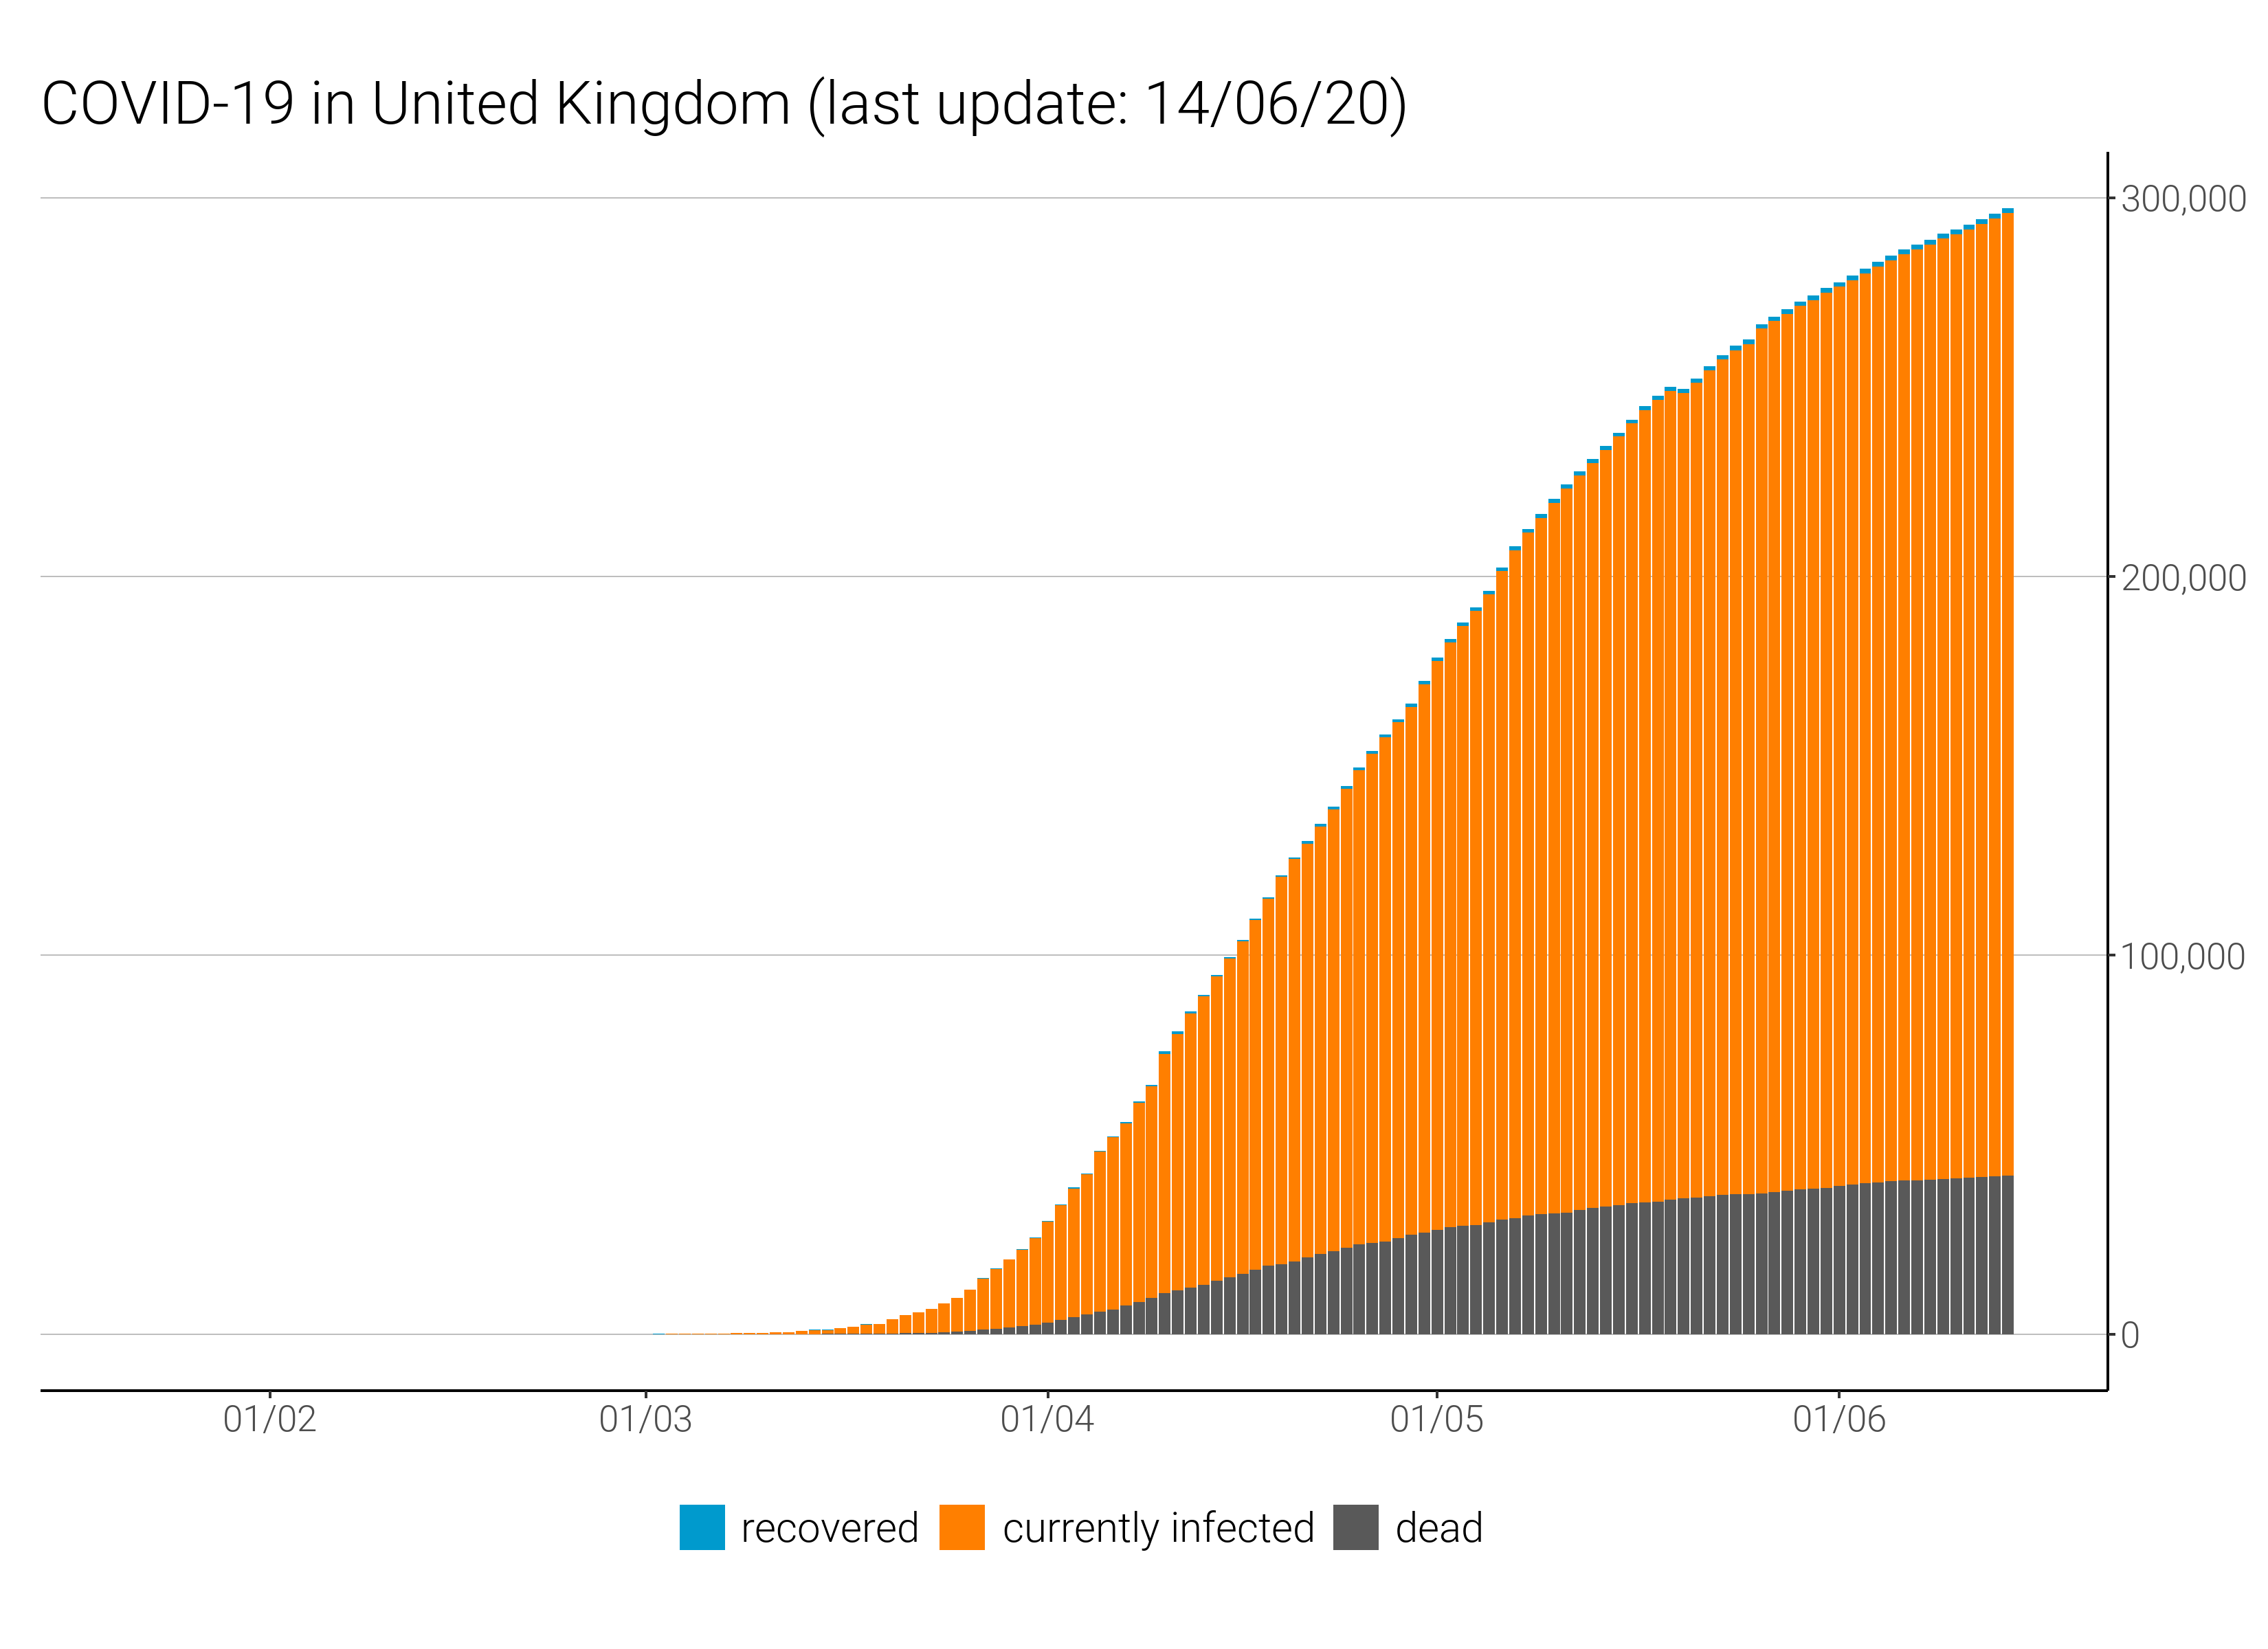 COVID-19 in United Kingdom (last update: 14/06/20)
300,000
200,000
100,000
0
01/02 01/03 01/04 01/05 01/06
recovered currently infected dead